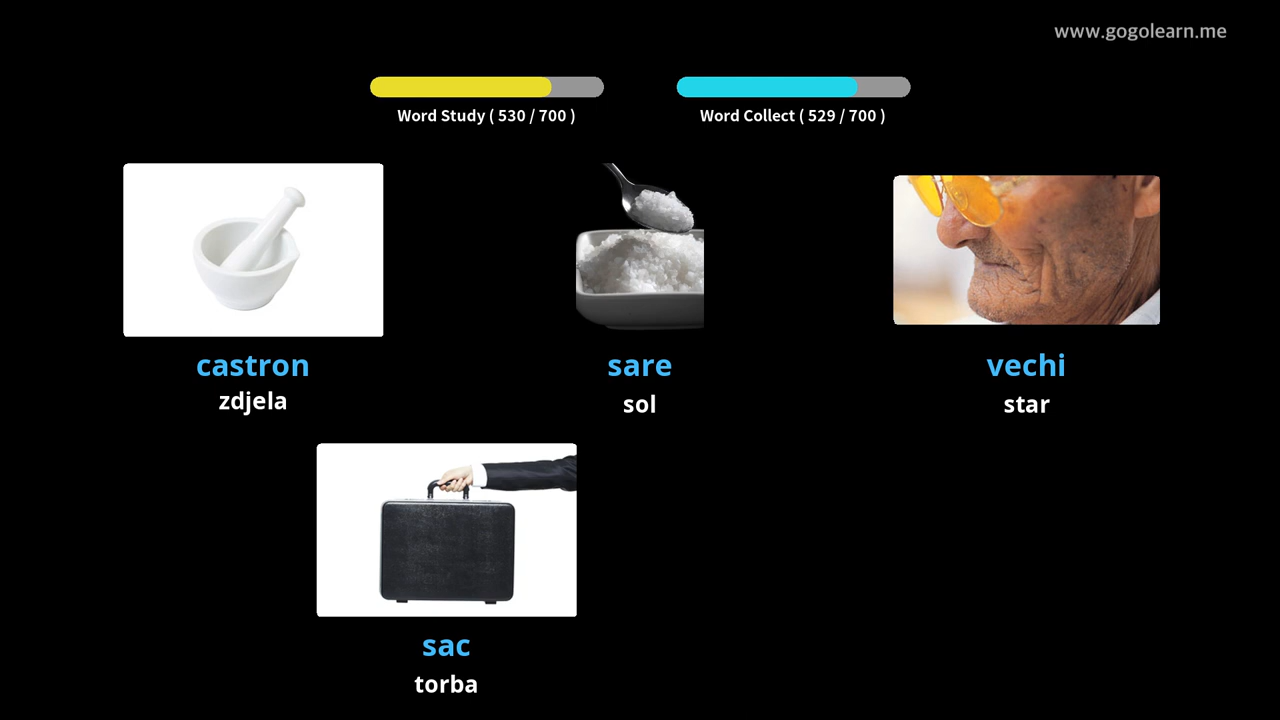 www.gogolearn.me
Word Study ( 530 / 700 )
Word Collect ( 529 / 700 )
castron
zdjela
sare
sol
vechi
star
sac
torba